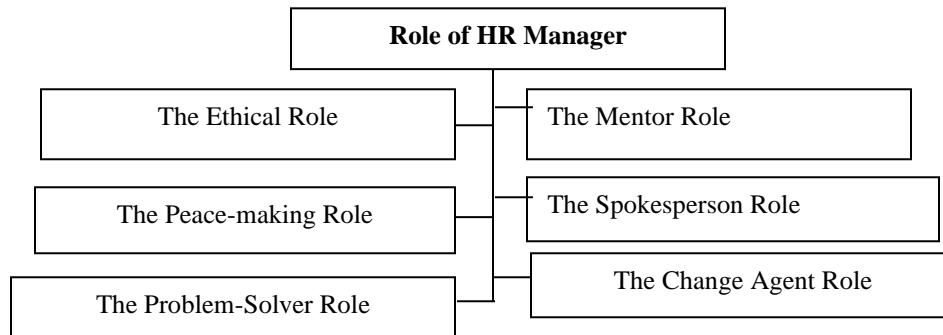 Role of HR Manager
The Ethical Role
The Mentor Role
The Peace-making Role
The Spokesperson Role
The Problem-Solver Role
The Change Agent Role